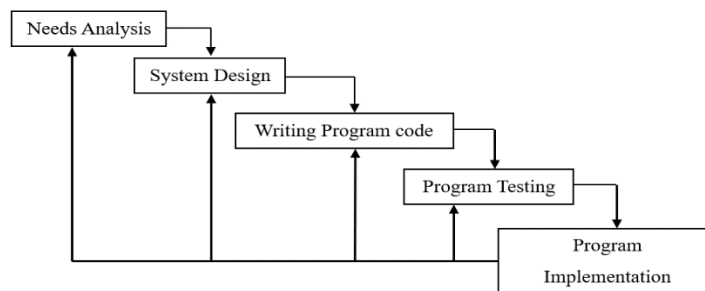 Needs Analysis
System Design
Writing Program code
Program Testing
Program
Implementation